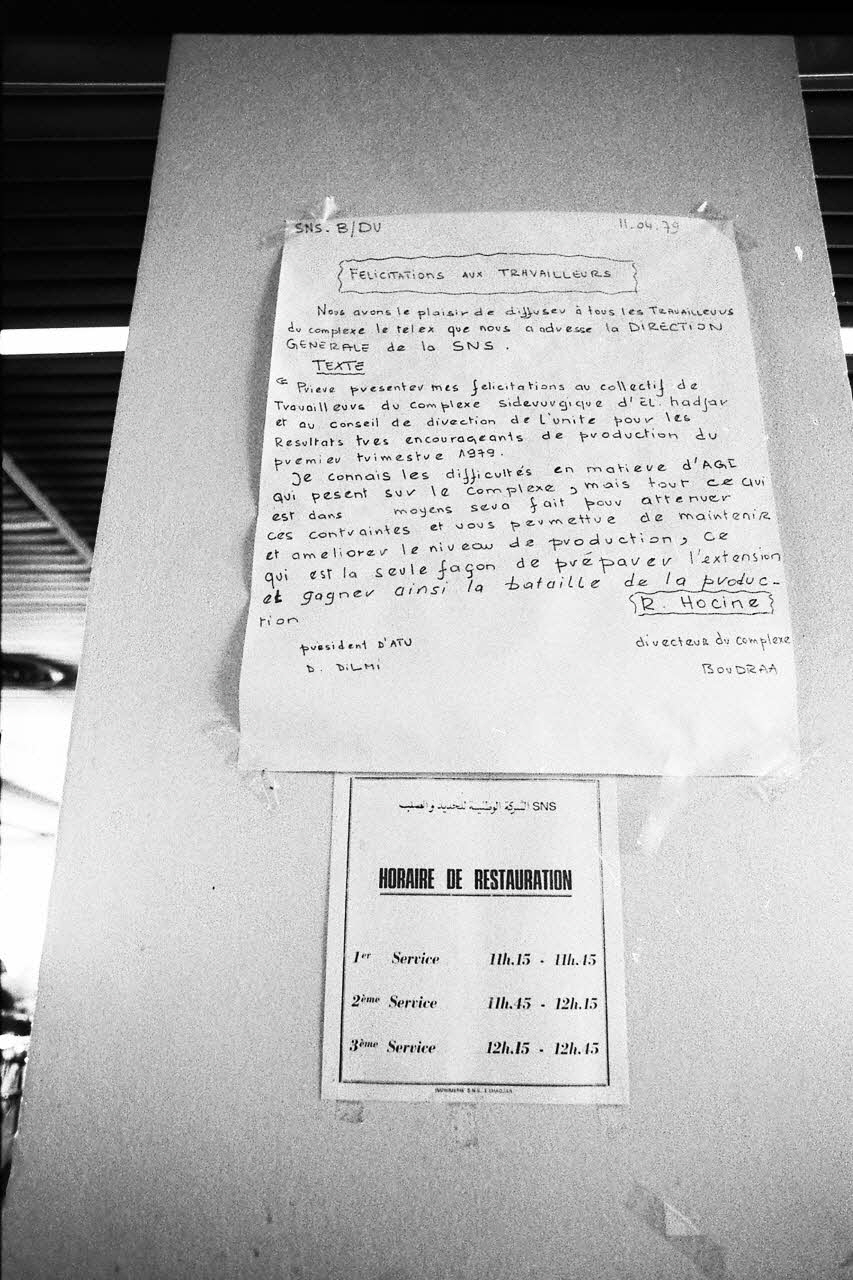 SNS. B/DU 11.04.79
FELICITATIONS AUX TRAVAILLEURS
Nous avons le plaisir de diffuser à tous les TRAVAILLEURS
du complexe le telex que nous a adresse la DIRECTION
GENERALE de la SNS.
TEXTE
Priere presenter mes felicitations au collectif de
Travailleurs du complexe siderurgique d'EL. hadjar
et au conseil de direction de L'unite pour les
Resultats tres encourageants de production du
premier trimestre 1979.
Je connais les difficultés en matiere d'AGI
qui pesent sur le complexe, mais tout ce qui
est dans moyens sera fait pour attenuer
ces contraintes et vous permettre de maintenir
et ameliorer le niveau de production, ce
qui est la seule façon de préparer l'extension
et gagner ainsi la bataille de la produc-
tion
R. Hocine
president D'ATU directeur du complexe
D. DILMI BOUDRAA
الشركة الوطنية للحديد والصلب SNS
HORAIRE DE RESTAURATION
1er Service 11h.15 - 11h.45
2ème Service 11h.45 - 12h.15
3ème Service 12h.15 - 12h.45
IMPRIMERIE S.N.S. EL-HADJAR